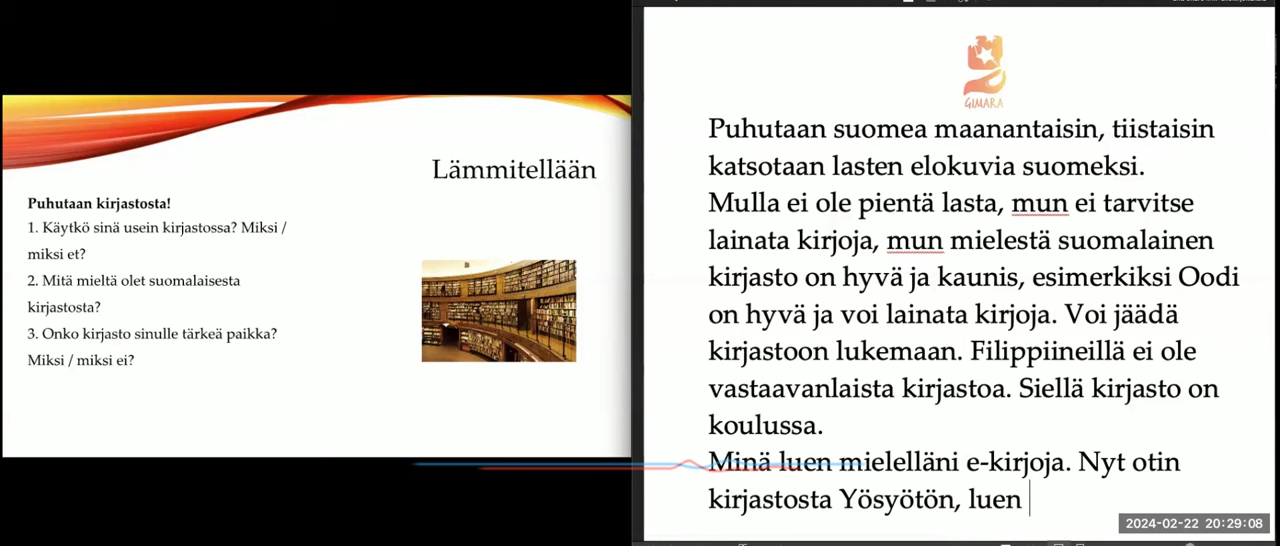 Lämmitellään
Puhutaan kirjastosta!
1. Käytkö sinä usein kirjastossa? Miksi /
miksi et?
2. Mitä mieltä olet suomalaisesta
kirjastosta?
3. Onko kirjasto sinulle tärkeä paikka?
Miksi / miksi ei?
GIMARA
Puhutaan suomea maanantaisin, tiistaisin
katsotaan lasten elokuvia suomeksi.
Mulla ei ole pientä lasta, mun ei tarvitse
lainata kirjoja, mun mielestä suomalainen
kirjasto on hyvä ja kaunis, esimerkiksi Oodi
on hyvä ja voi lainata kirjoja. Voi jäädä
kirjastoon lukemaan. Filippiineillä ei ole
vastaavanlaista kirjastoa. Siellä kirjasto on
koulussa.
Minä luen mielelläni e-kirjoja. Nyt otin
kirjastosta Yösyötön, luen
2024-02-22 20:29:08